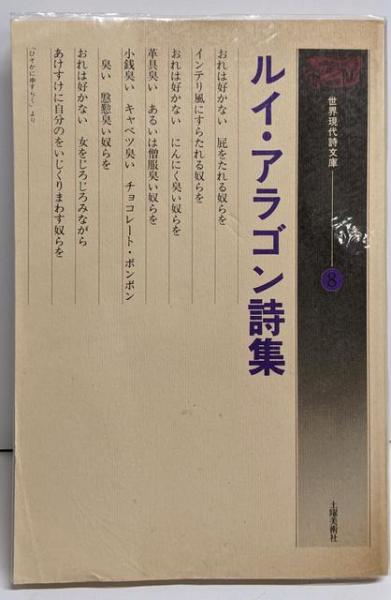 世界現代詩文庫
8
ルイ・アラゴン詩集
土曜美術社
おれは好かない 屁をたれる奴らを
インテリ風にすらたれる奴らを
おれは好かない にんにく臭い奴らを
革具臭い あるいは僧服臭い奴らを
小銭臭い キャベツ臭い チョコレート・ボンボン
臭い 慇懃臭い奴らを
おれは好かない 女をじろじろみながら
あけすけに自分のをいじくりまわす奴らを
「ひそかに申すらく」より